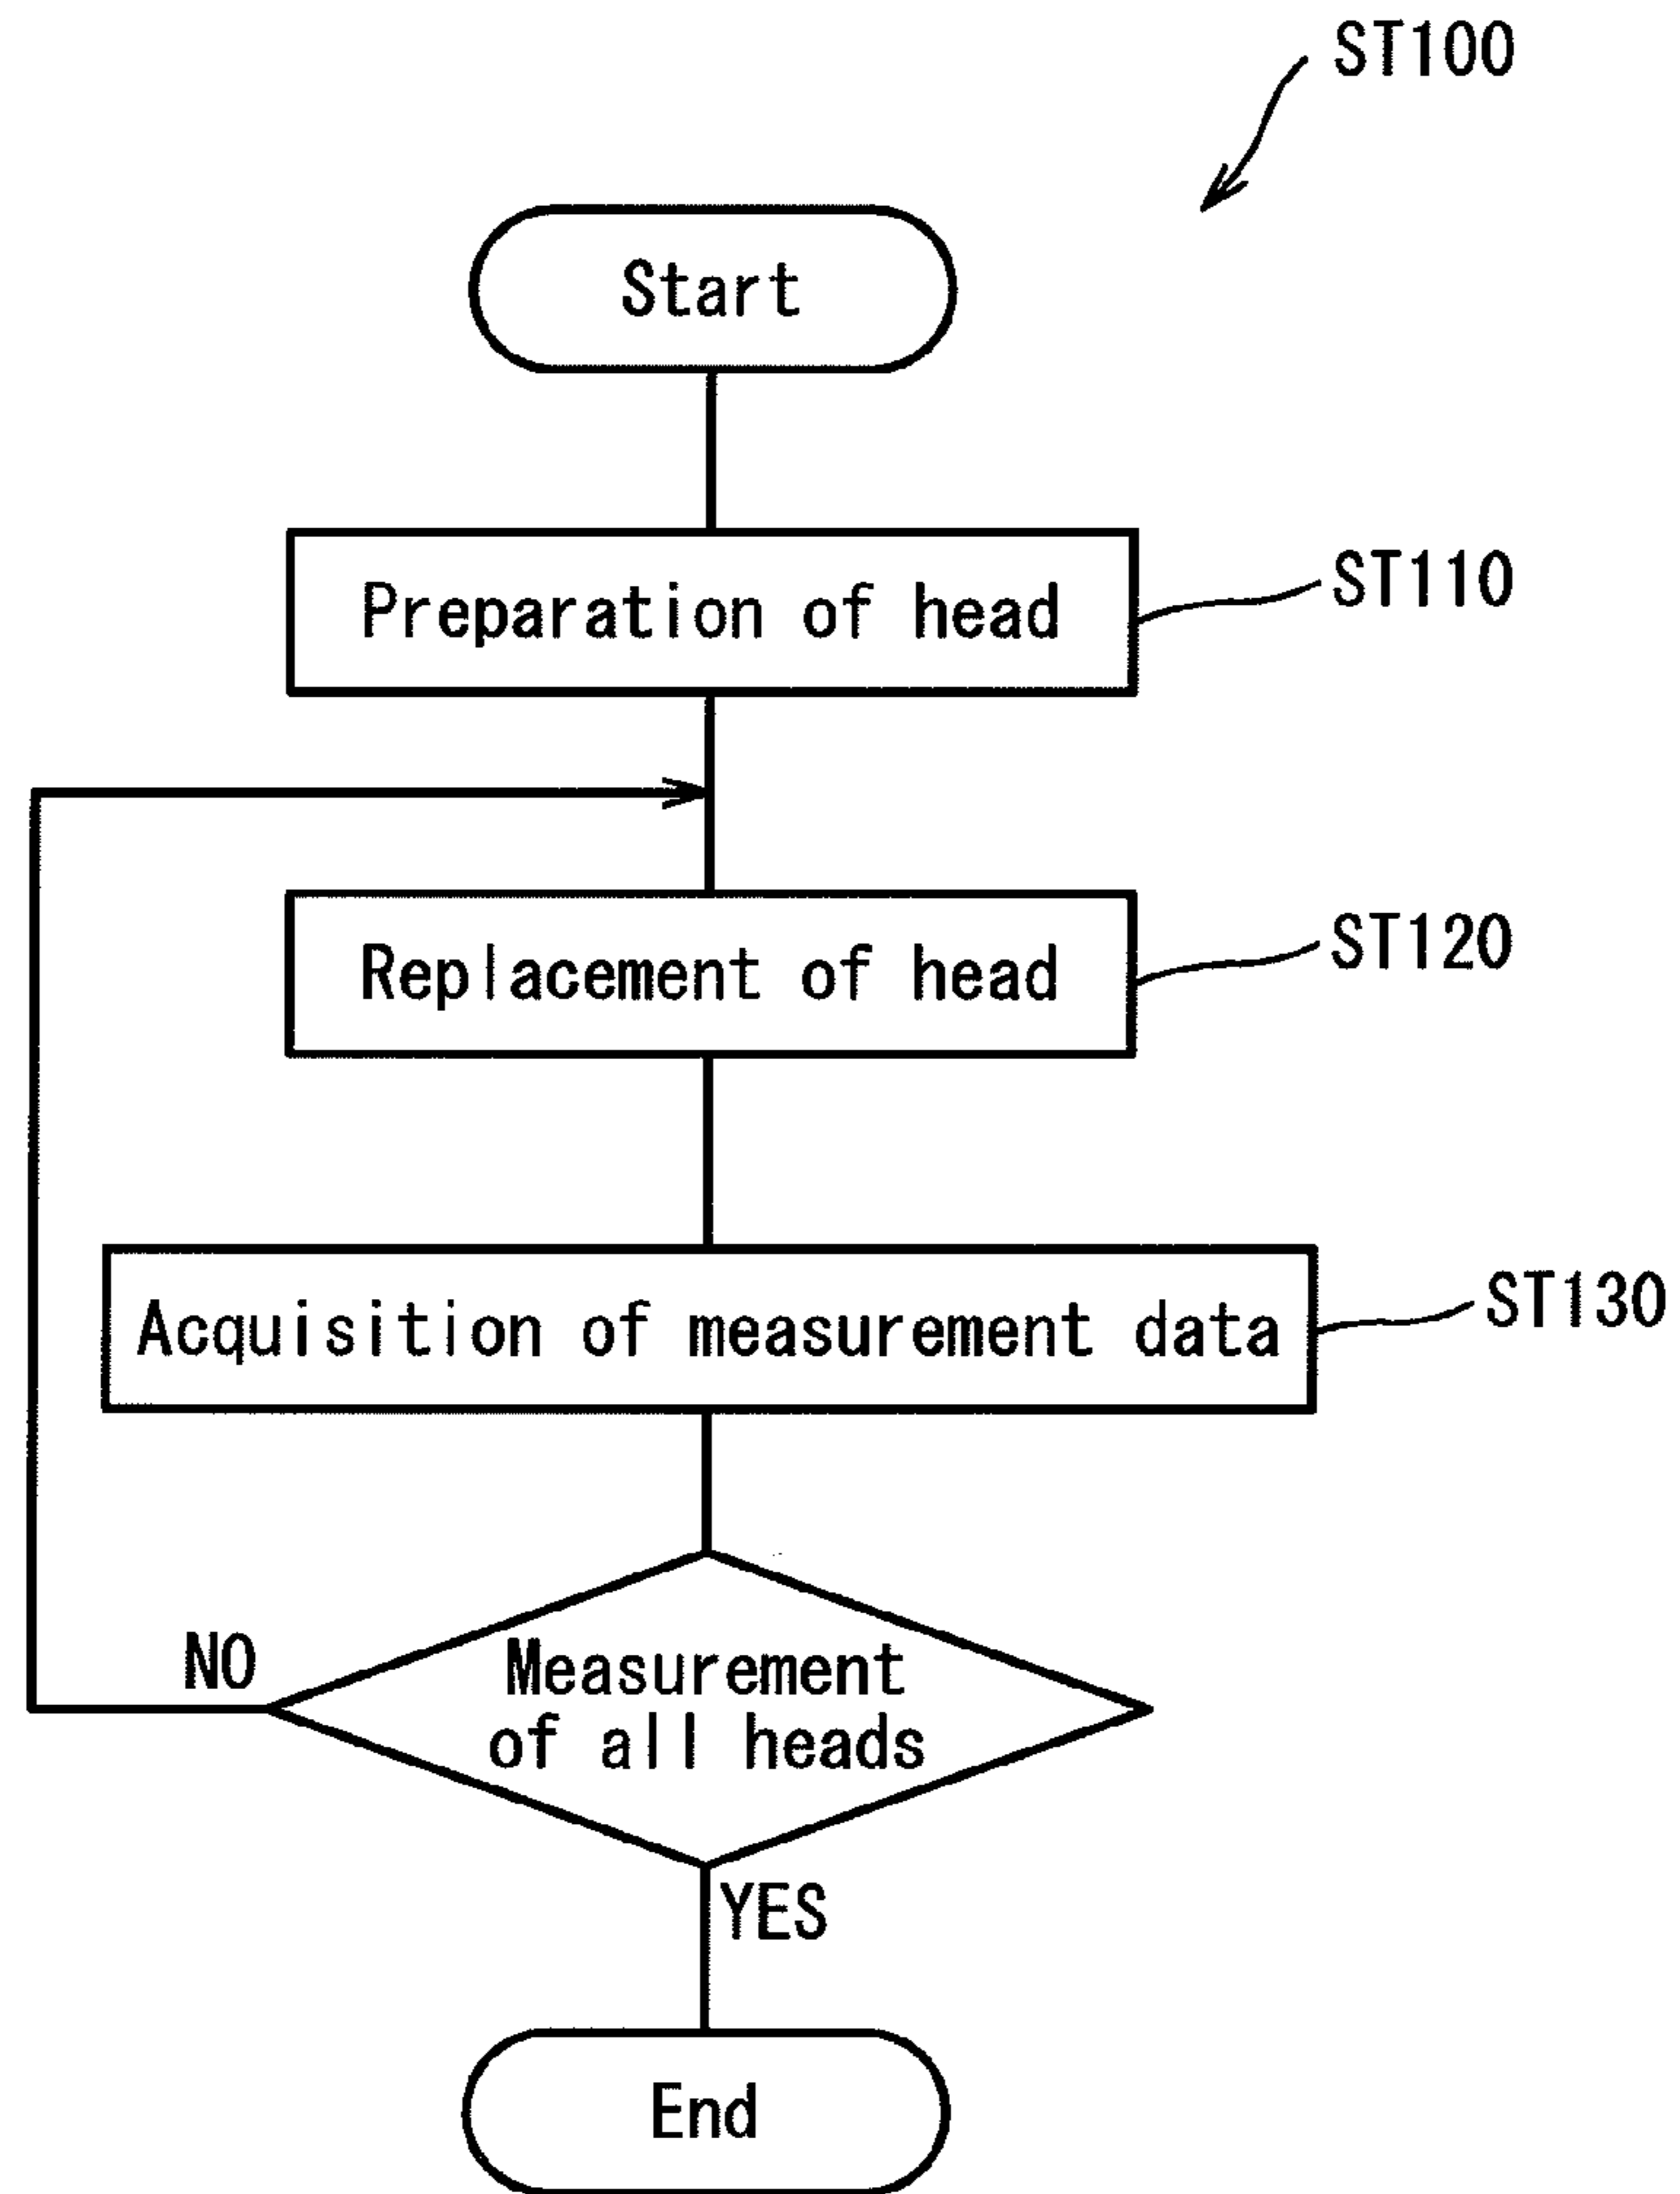 ST100
Start
Preparation of head
ST110
Replacement of head
ST120
Acquisition of measurement data
ST130
NO
Measurement
of all heads
YES
End